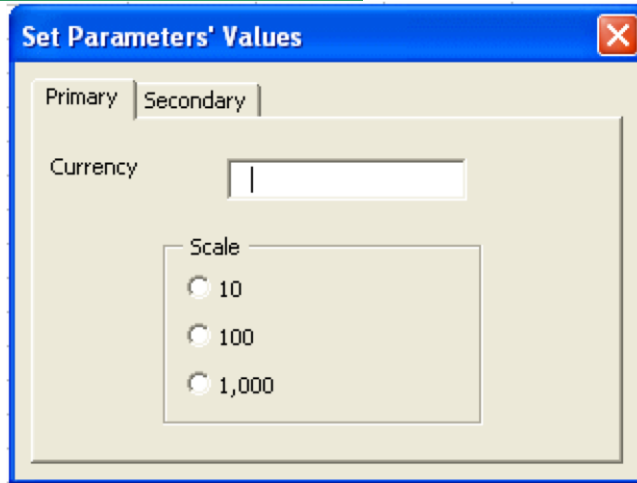 Set Parameters' Values
Primary Secondary
Currency
Scale
10
100
1,000